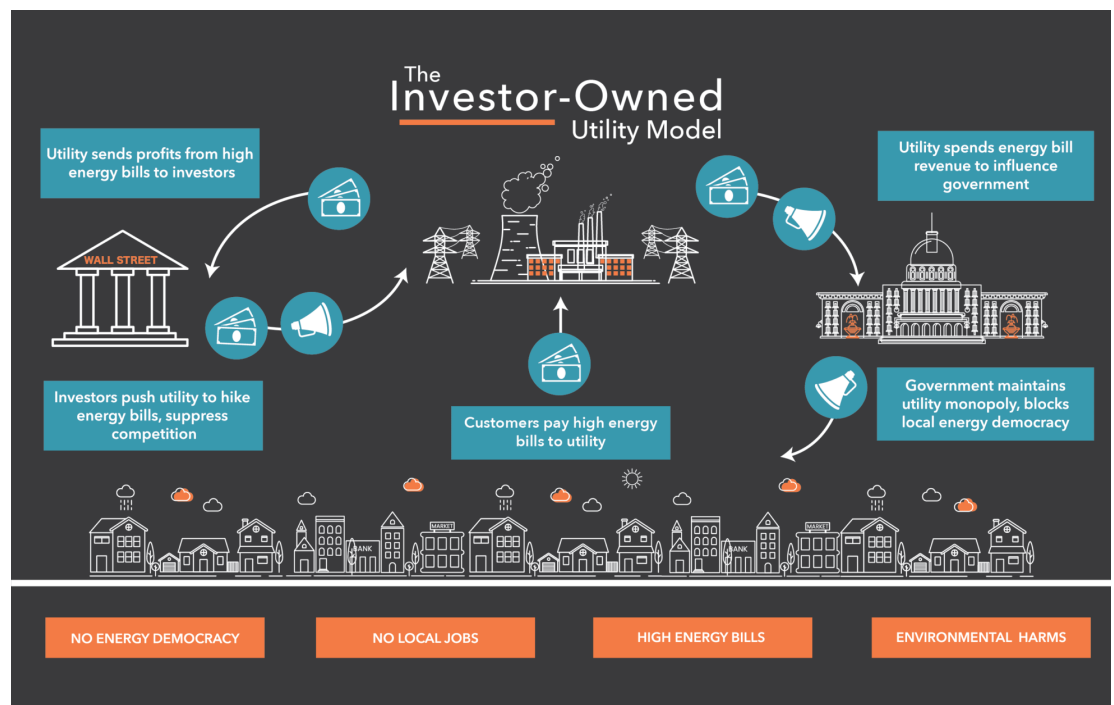 The
Investor-Owned
Utility Model
Utility sends profits from high
energy bills to investors
Utility spends energy bill
revenue to influence
government
WALL STREET
Investors push utility to hike
energy bills, suppress
competition
Customers pay high energy
bills to utility
Government maintains
utility monopoly, blocks
local energy democracy
MARKET
BANK
MARKET
BANK
NO ENERGY DEMOCRACY
NO LOCAL JOBS
HIGH ENERGY BILLS
ENVIRONMENTAL HARMS